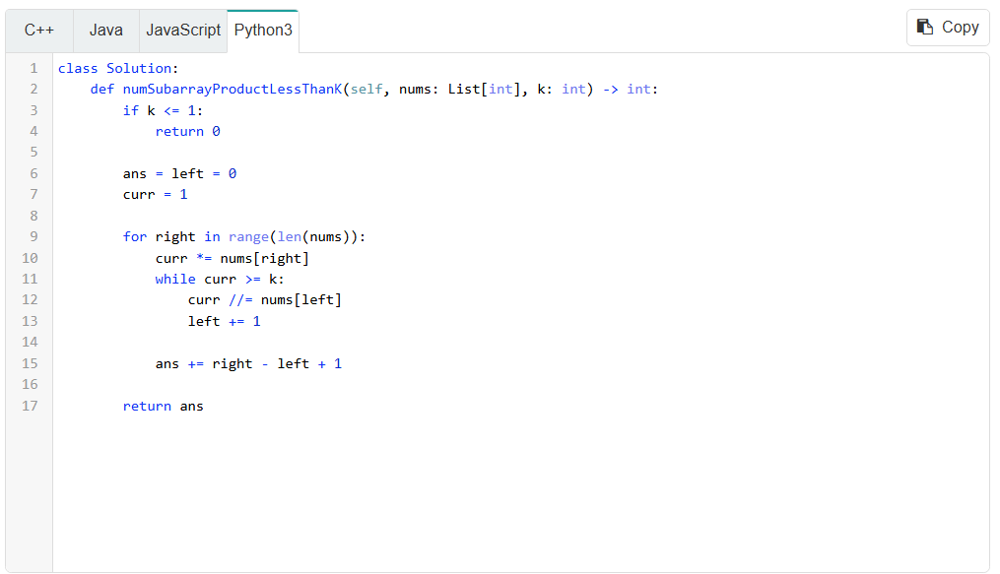 C++ Java JavaScript Python3 Copy
1 class Solution:
2     def numSubarrayProductLessThanK(self, nums: List[int], k: int) -> int:
3         if k <= 1:
4             return 0
5
6         ans = left = 0
7         curr = 1
8
9         for right in range(len(nums)):
10             curr *= nums[right]
11             while curr >= k:
12                 curr //= nums[left]
13                 left += 1
14
15             ans += right - left + 1
16
17         return ans